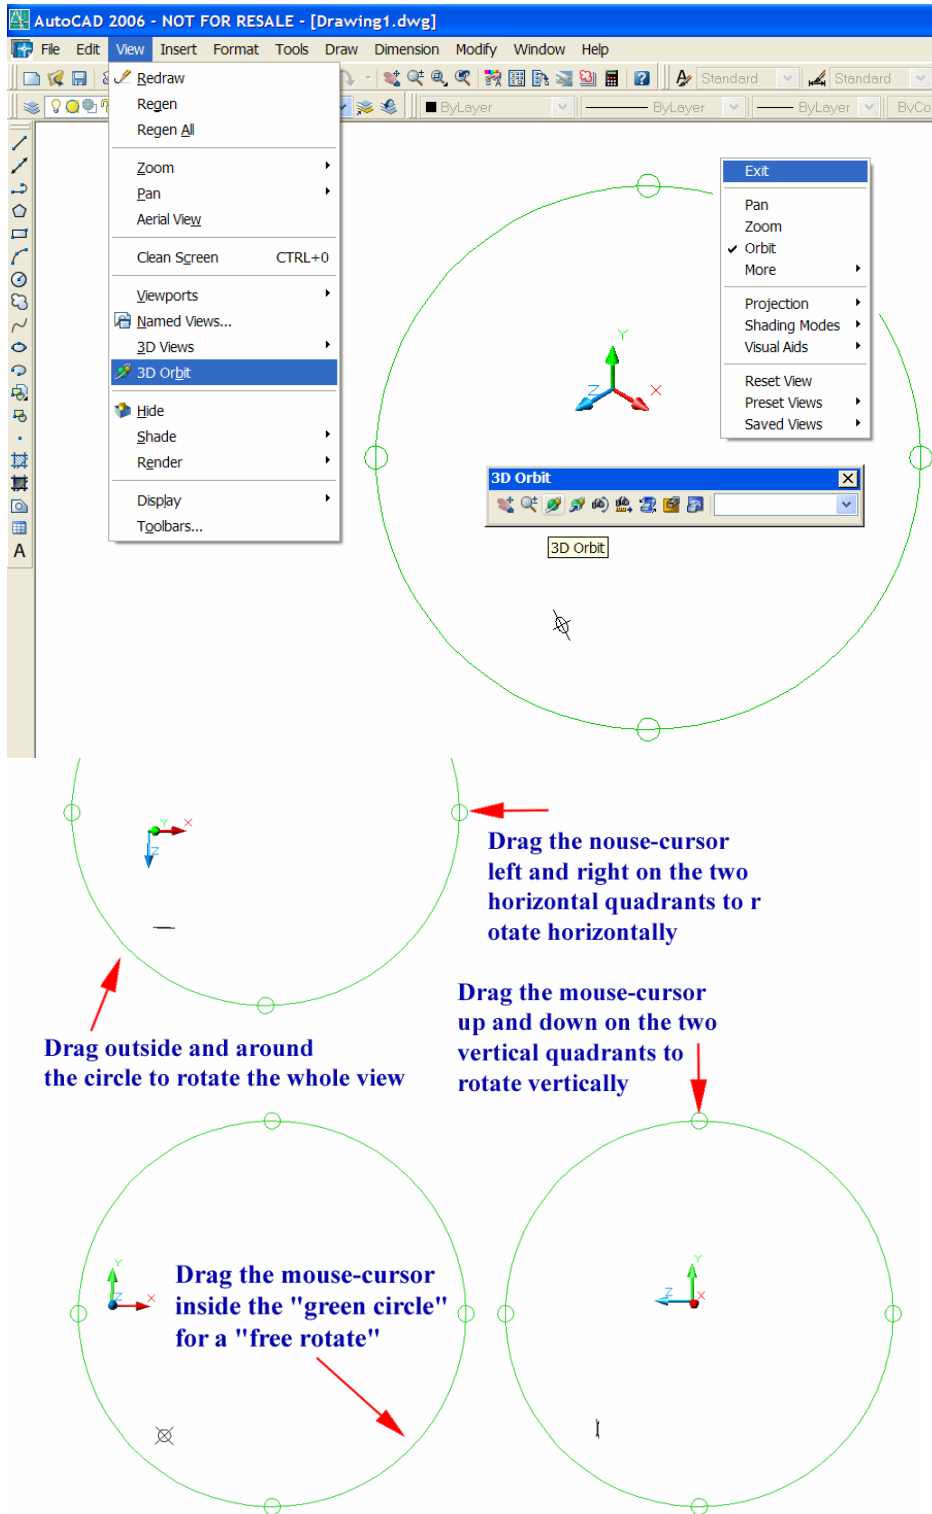 AutoCAD 2006 - NOT FOR RESALE - [Drawing1.dwg]
File Edit View Insert Format Tools Draw Dimension Modify Window Help
Standard Standard
ByLayer ByLayer ByLayer ByCo
Redraw
Regen
Regen All
Zoom
Pan
Aerial View
Clean Screen CTRL+0
Viewports
Named Views...
3D Views
3D Orbit
Hide
Shade
Render
Display
Toolbars...
A
Exit
Pan
Zoom
Orbit
More
Projection
Shading Modes
Visual Aids
Reset View
Preset Views
Saved Views
Y
Z X
3D Orbit
3D Orbit
Y X
Z
Drag the nouse-cursor
left and right on the two
horizontal quadrants to r
otate horizontally
Drag outside and around
the circle to rotate the whole view
Drag the mouse-cursor
up and down on the two
vertical quadrants to
rotate vertically
Y
Z X
Drag the mouse-cursor
inside the "green circle"
for a "free rotate"
Y
Z X